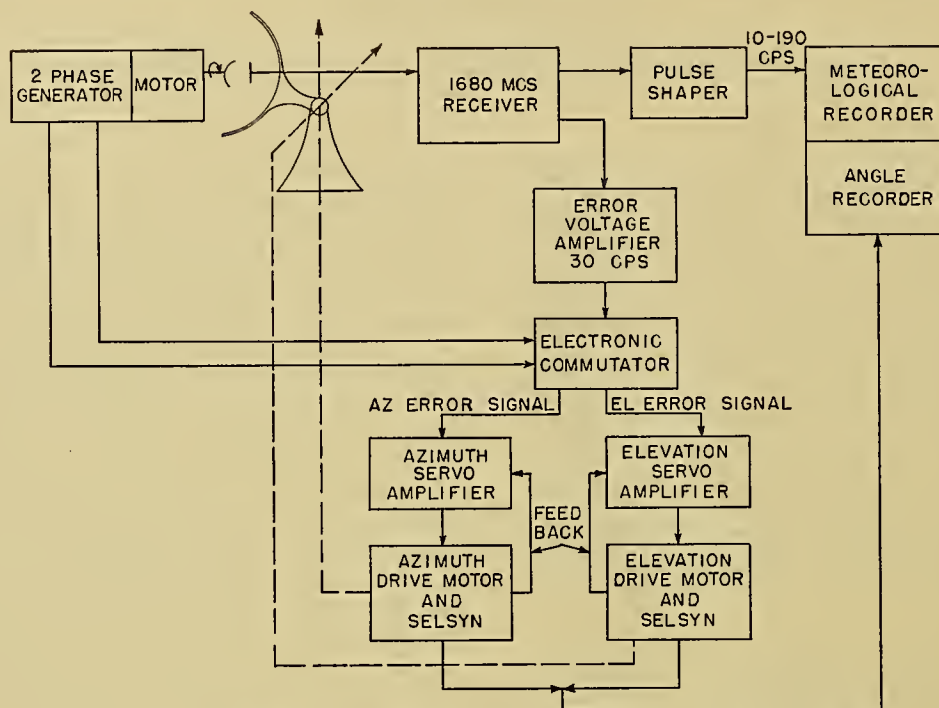 2 PHASE
GENERATOR
MOTOR
1680 MCS
RECEIVER
PULSE
SHAPER
10-190
CPS
METEORO-
LOGICAL
RECORDER
ANGLE
RECORDER
ERROR
VOLTAGE
AMPLIFIER
30 CPS
ELECTRONIC
COMMUTATOR
AZ ERROR SIGNAL
EL ERROR SIGNAL
AZIMUTH
SERVO
AMPLIFIER
ELEVATION
SERVO
AMPLIFIER
FEED
BACK
AZIMUTH
DRIVE MOTOR
AND
SELSYN
ELEVATION
DRIVE MOTOR
AND
SELSYN